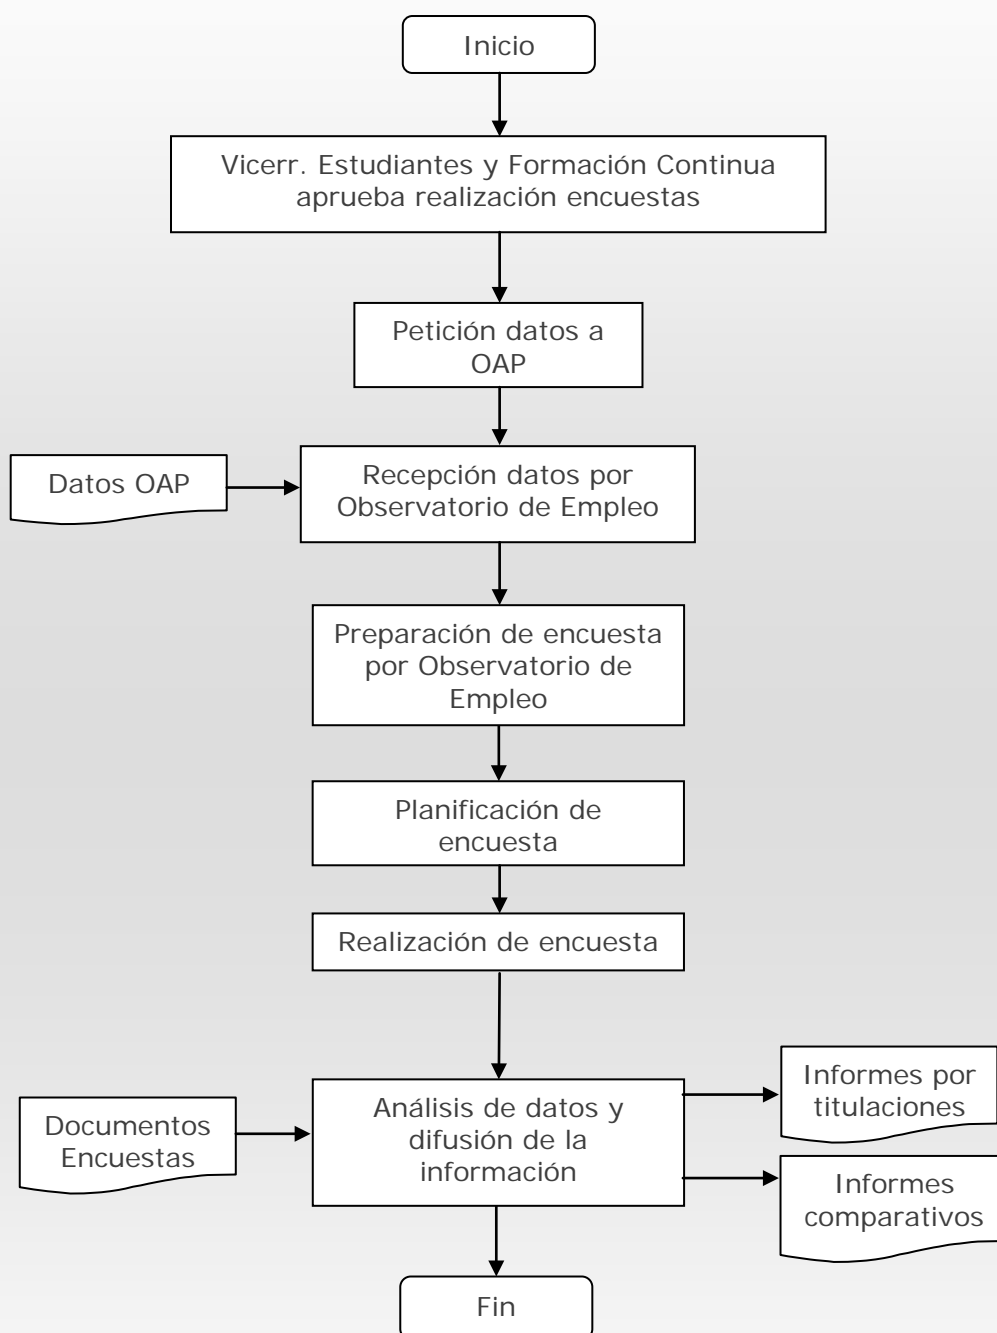 Inicio
Vicerr. Estudiantes y Formación Continua
aprueba realización encuestas
Petición datos a
OAP
Datos OAP
Recepción datos por
Observatorio de Empleo
Preparación de encuesta
por Observatorio de
Empleo
Planificación de
encuesta
Realización de encuesta
Documentos
Encuestas
Análisis de datos y
difusión de la
información
Informes por
titulaciones
Informes
comparativos
Fin